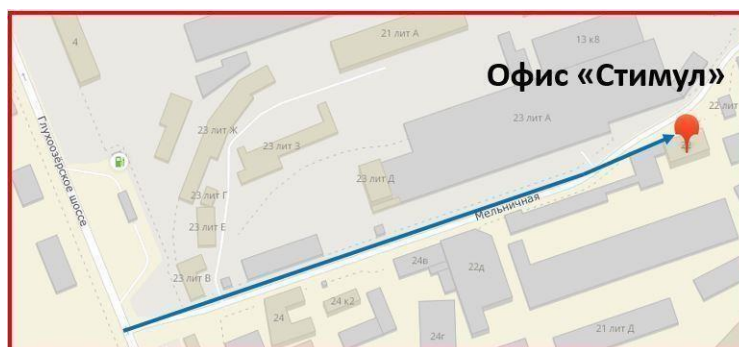 4
21 лит А
13 к8
Офис «Стимул»
23 лит Ж
23 лит А
22 лит
Глухоозёрское шоссе
23 лит З
23 лит Д
23 лит Г
23 лит Е
Мельничная
23 лит В
24в
22д
24 к2
24
24г
21 лит Д